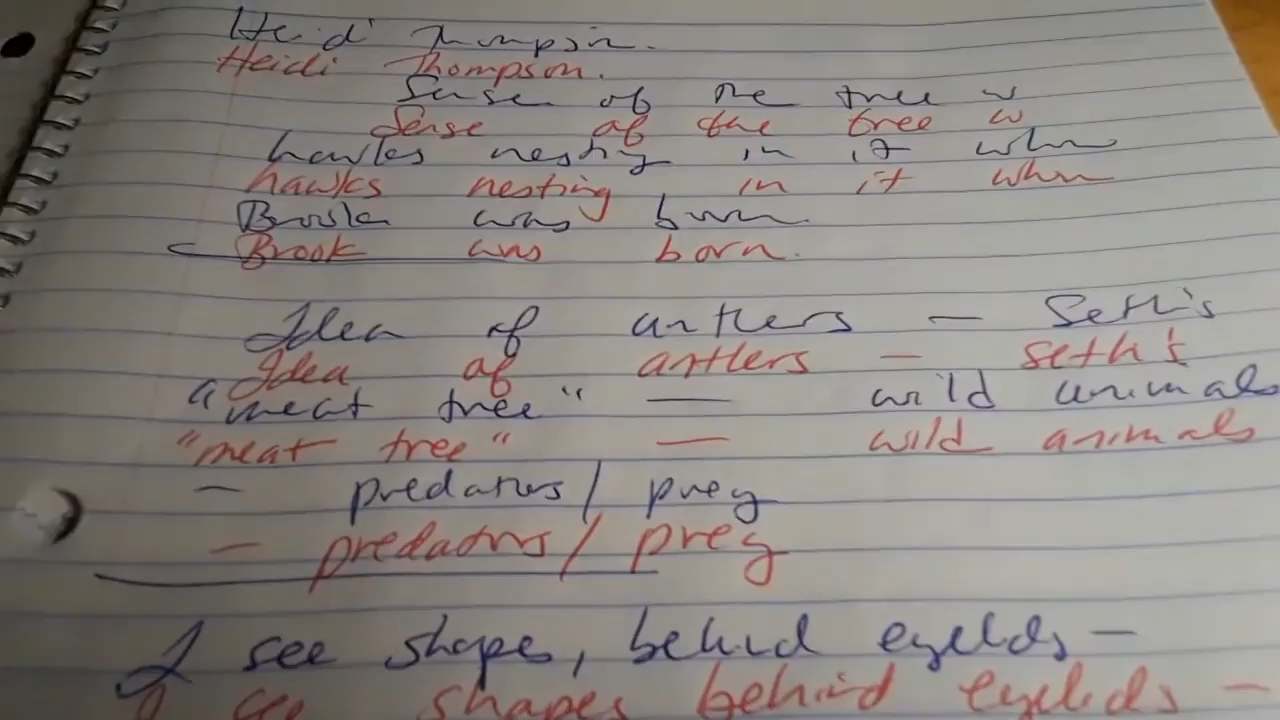 Heidi Thompson.
Heidi Thompson.
Sense of the tree w
Sense of the tree w
hawks nesting in it when
hawks nesting in it when
Brook was born.
Brook was born.
Idea of antlers — Seth's
Idea of antlers — Seth's
"meat tree" — wild animals
"meat tree" — wild animals
— predators / prey
— predators / prey
I see shapes, behind eyelids —
I see shapes behind eyelids —